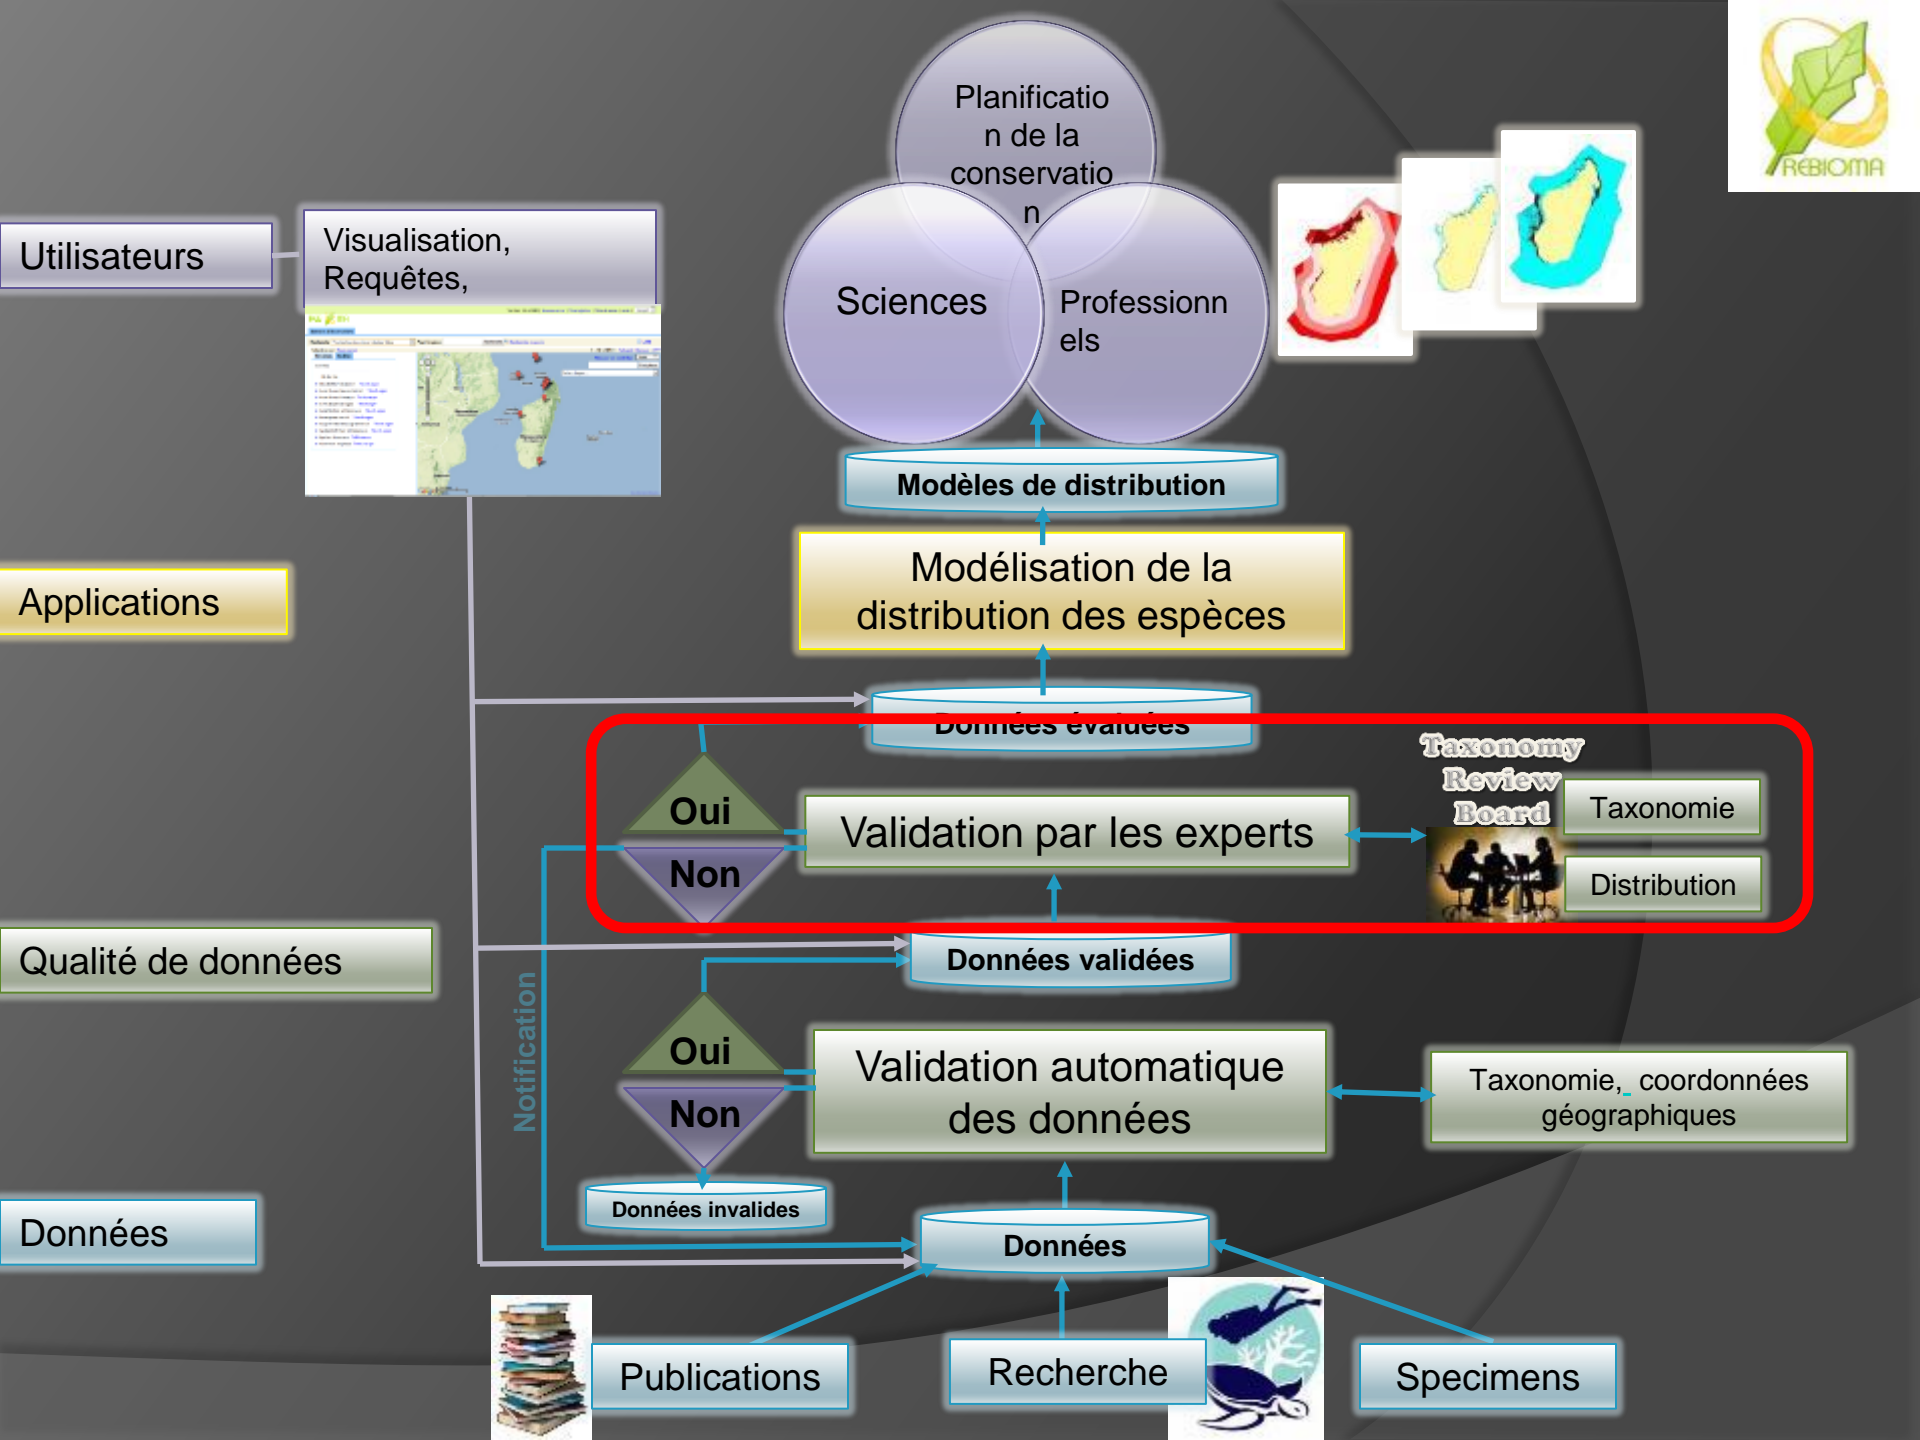 Planificatio
n de la
conservatio
n
REBIOMA
Utilisateurs
Visualisation,
Requêtes,
Sciences
Professionn
els
Modèles de distribution
Modélisation de la
distribution des espèces
Applications
Données évaluées
Taxonomy
Review
Board
Oui
Validation par les experts
Taxonomie
Non
Distribution
Qualité de données
Données validées
Notification
Oui
Validation automatique
des données
Taxonomie, coordonnées
géographiques
Non
Données invalides
Données
Données
Publications
Recherche
Specimens